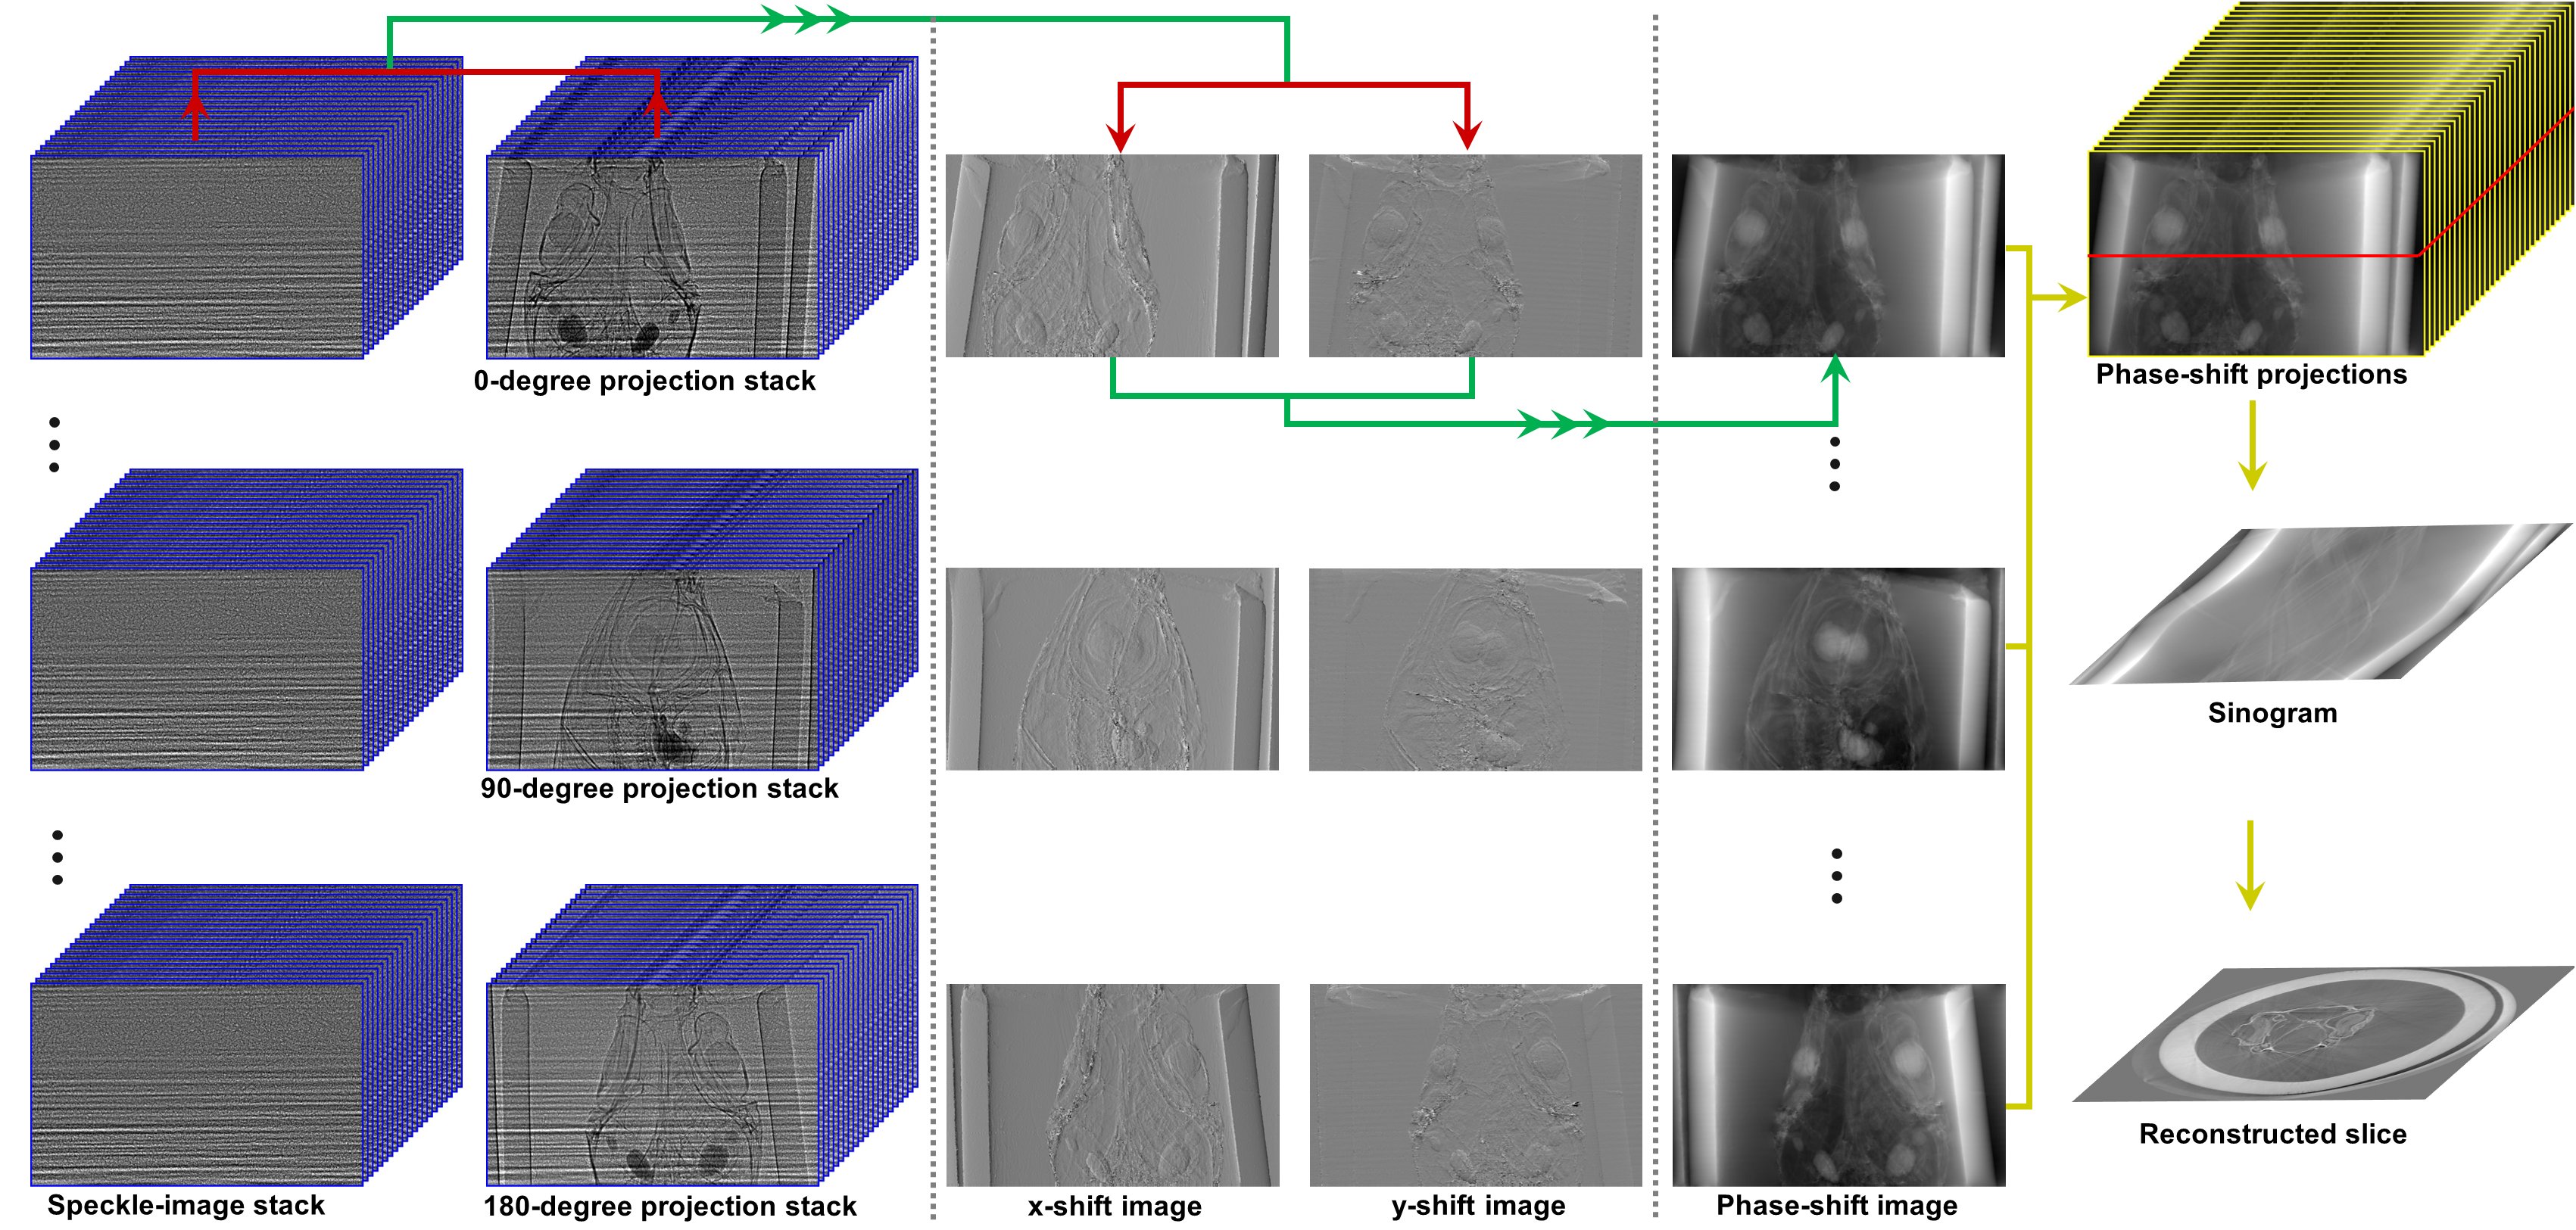 0-degree projection stack
Phase-shift projections
90-degree projection stack
Sinogram
Reconstructed slice
Speckle-image stack
180-degree projection stack
x-shift image
y-shift image
Phase-shift image